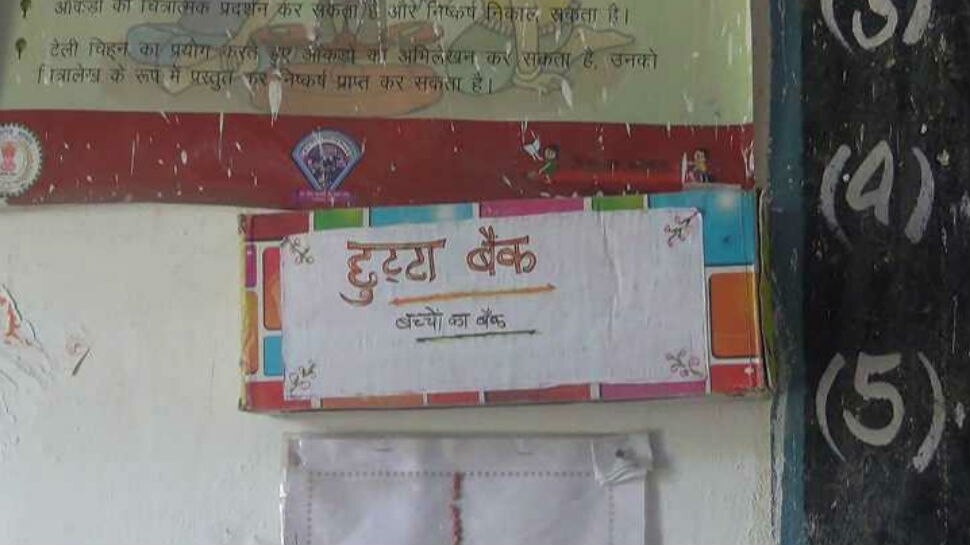 आंकड़ो का चित्रात्मक प्रदर्शन कर सकता है और निष्कर्ष निकाल सकता है।
टेली चिह्न का प्रयोग करते हुए आंकड़ो का अभिलेखन कर सकता है, उनको
चित्रालेख के रूप में प्रस्तुत कर निष्कर्ष प्राप्त कर सकता है।
हुट्टा बैंक
बच्चों का बैंक
(3)
(4)
(5)